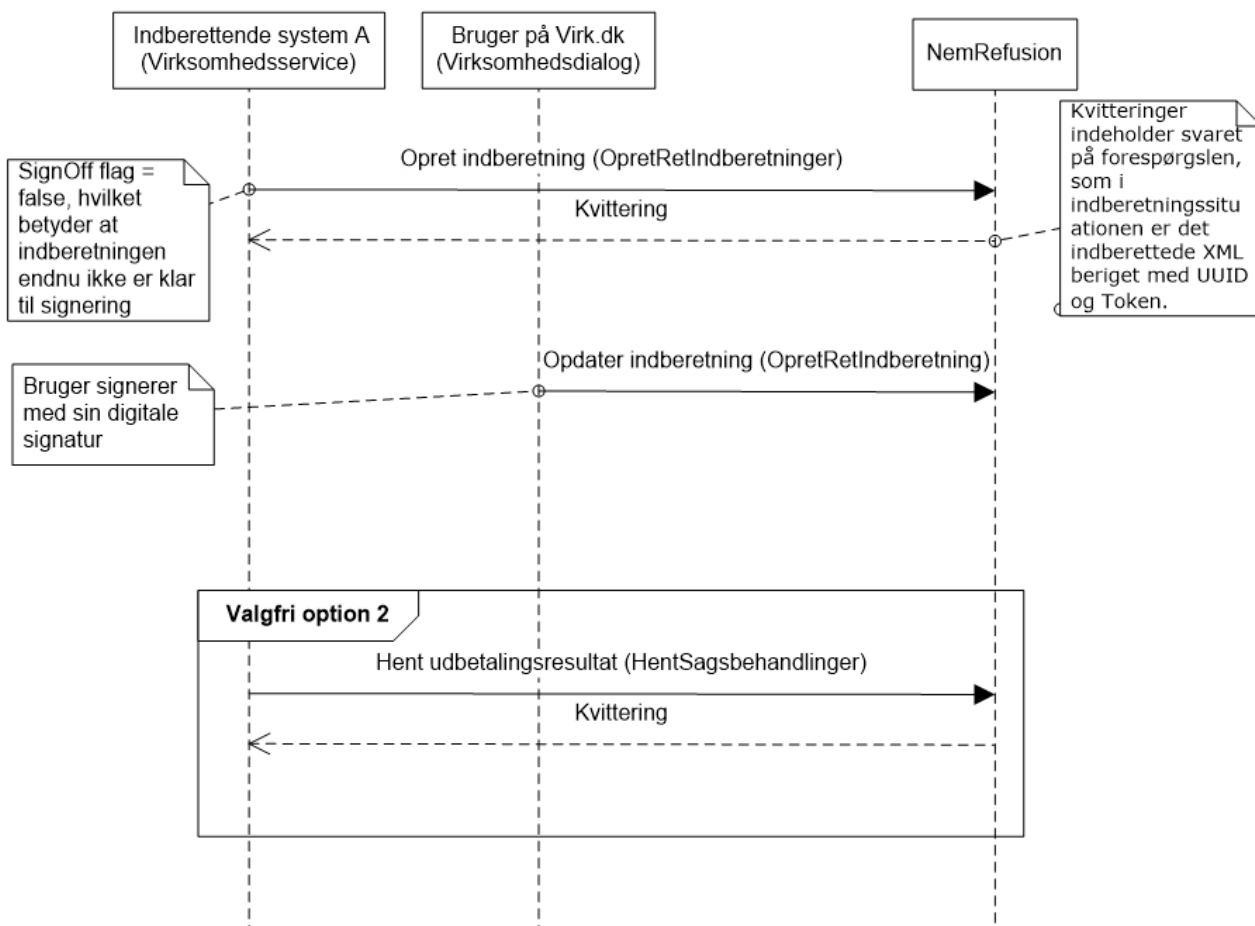 Indberettende system A
(Virksomhedsservice)
Bruger på Virk.dk
(Virksomhedsdialog)
NemRefusion
Kvitteringer
indeholder svaret
på forespørgslen,
som i
indberetningssitu
ationen er det
indberettede XML
beriget med UUID
og Token.
SignOff flag =
false, hvilket
betyder at
indberetningen
endnu ikke er klar
til signering
Opret indberetning (OpretRetIndberetninger)
Kvittering
Opdater indberetning (OpretRetIndberetning)
Bruger signerer
med sin digitale
signatur
Valgfri option 2
Hent udbetalingsresultat (HentSagsbehandlinger)
Kvittering